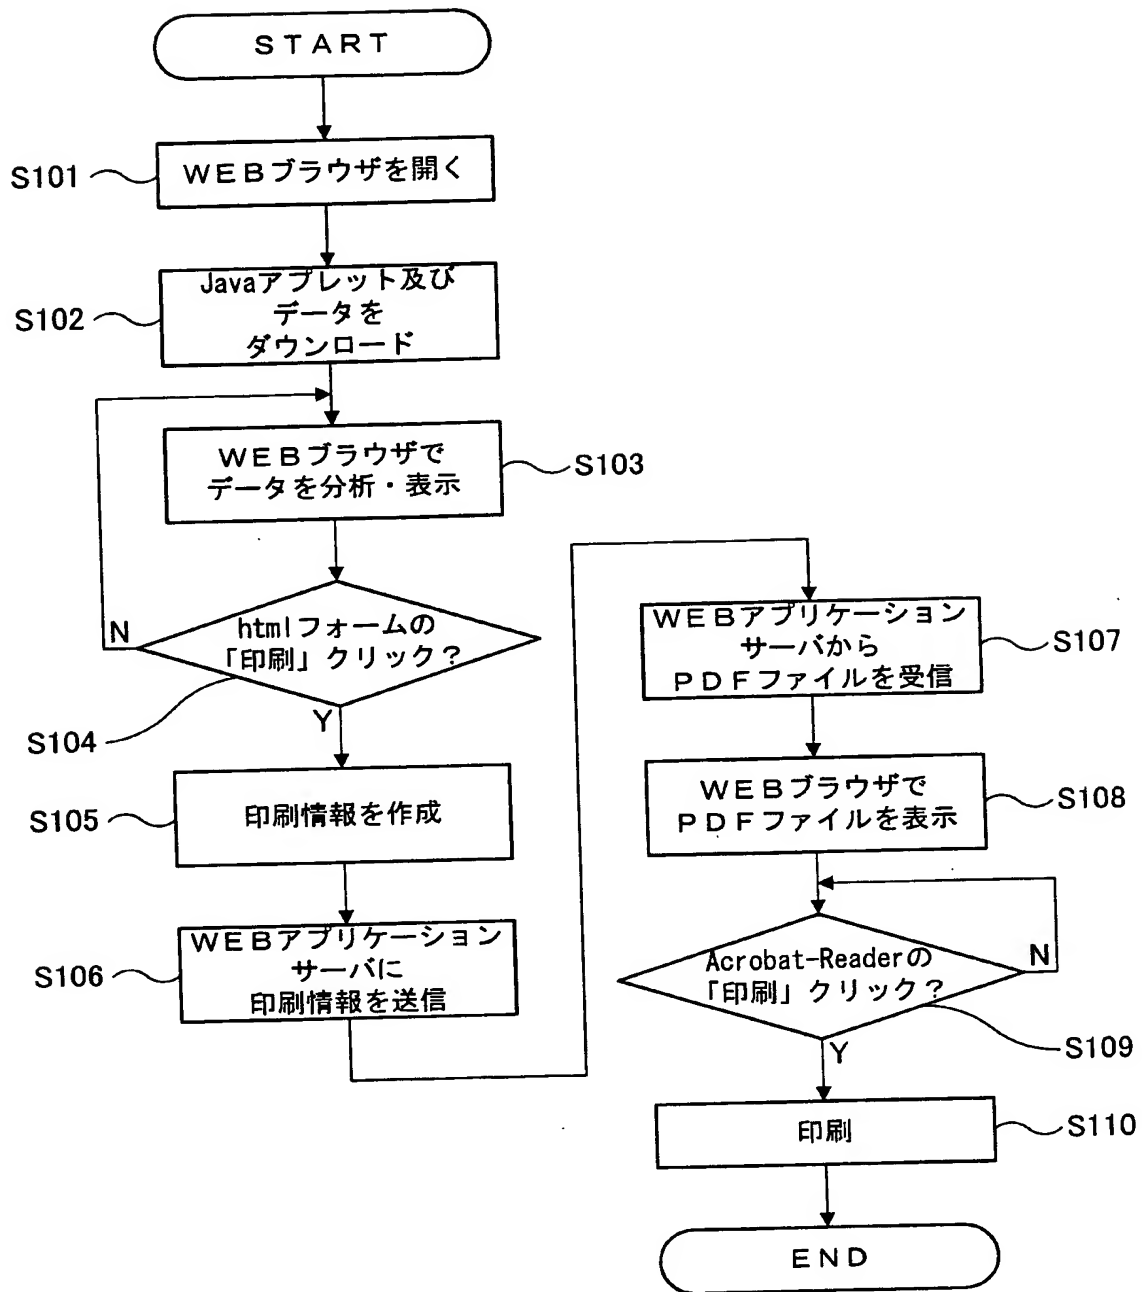 ＳＴＡＲＴ
S101
ＷＥＢブラウザを開く
S102
Javaアプレット及び
データを
ダウンロード
ＷＥＢブラウザで
データを分析・表示
S103
N
htmlフォームの
「印刷」クリック？
Y
S104
S105
印刷情報を作成
S106
ＷＥＢアプリケーション
サーバに
印刷情報を送信
ＷＥＢアプリケーション
サーバから
ＰＤＦファイルを受信
S107
ＷＥＢブラウザで
ＰＤＦファイルを表示
S108
Acrobat-Readerの
「印刷」クリック？
N
Y
S109
印刷
S110
ＥＮＤ